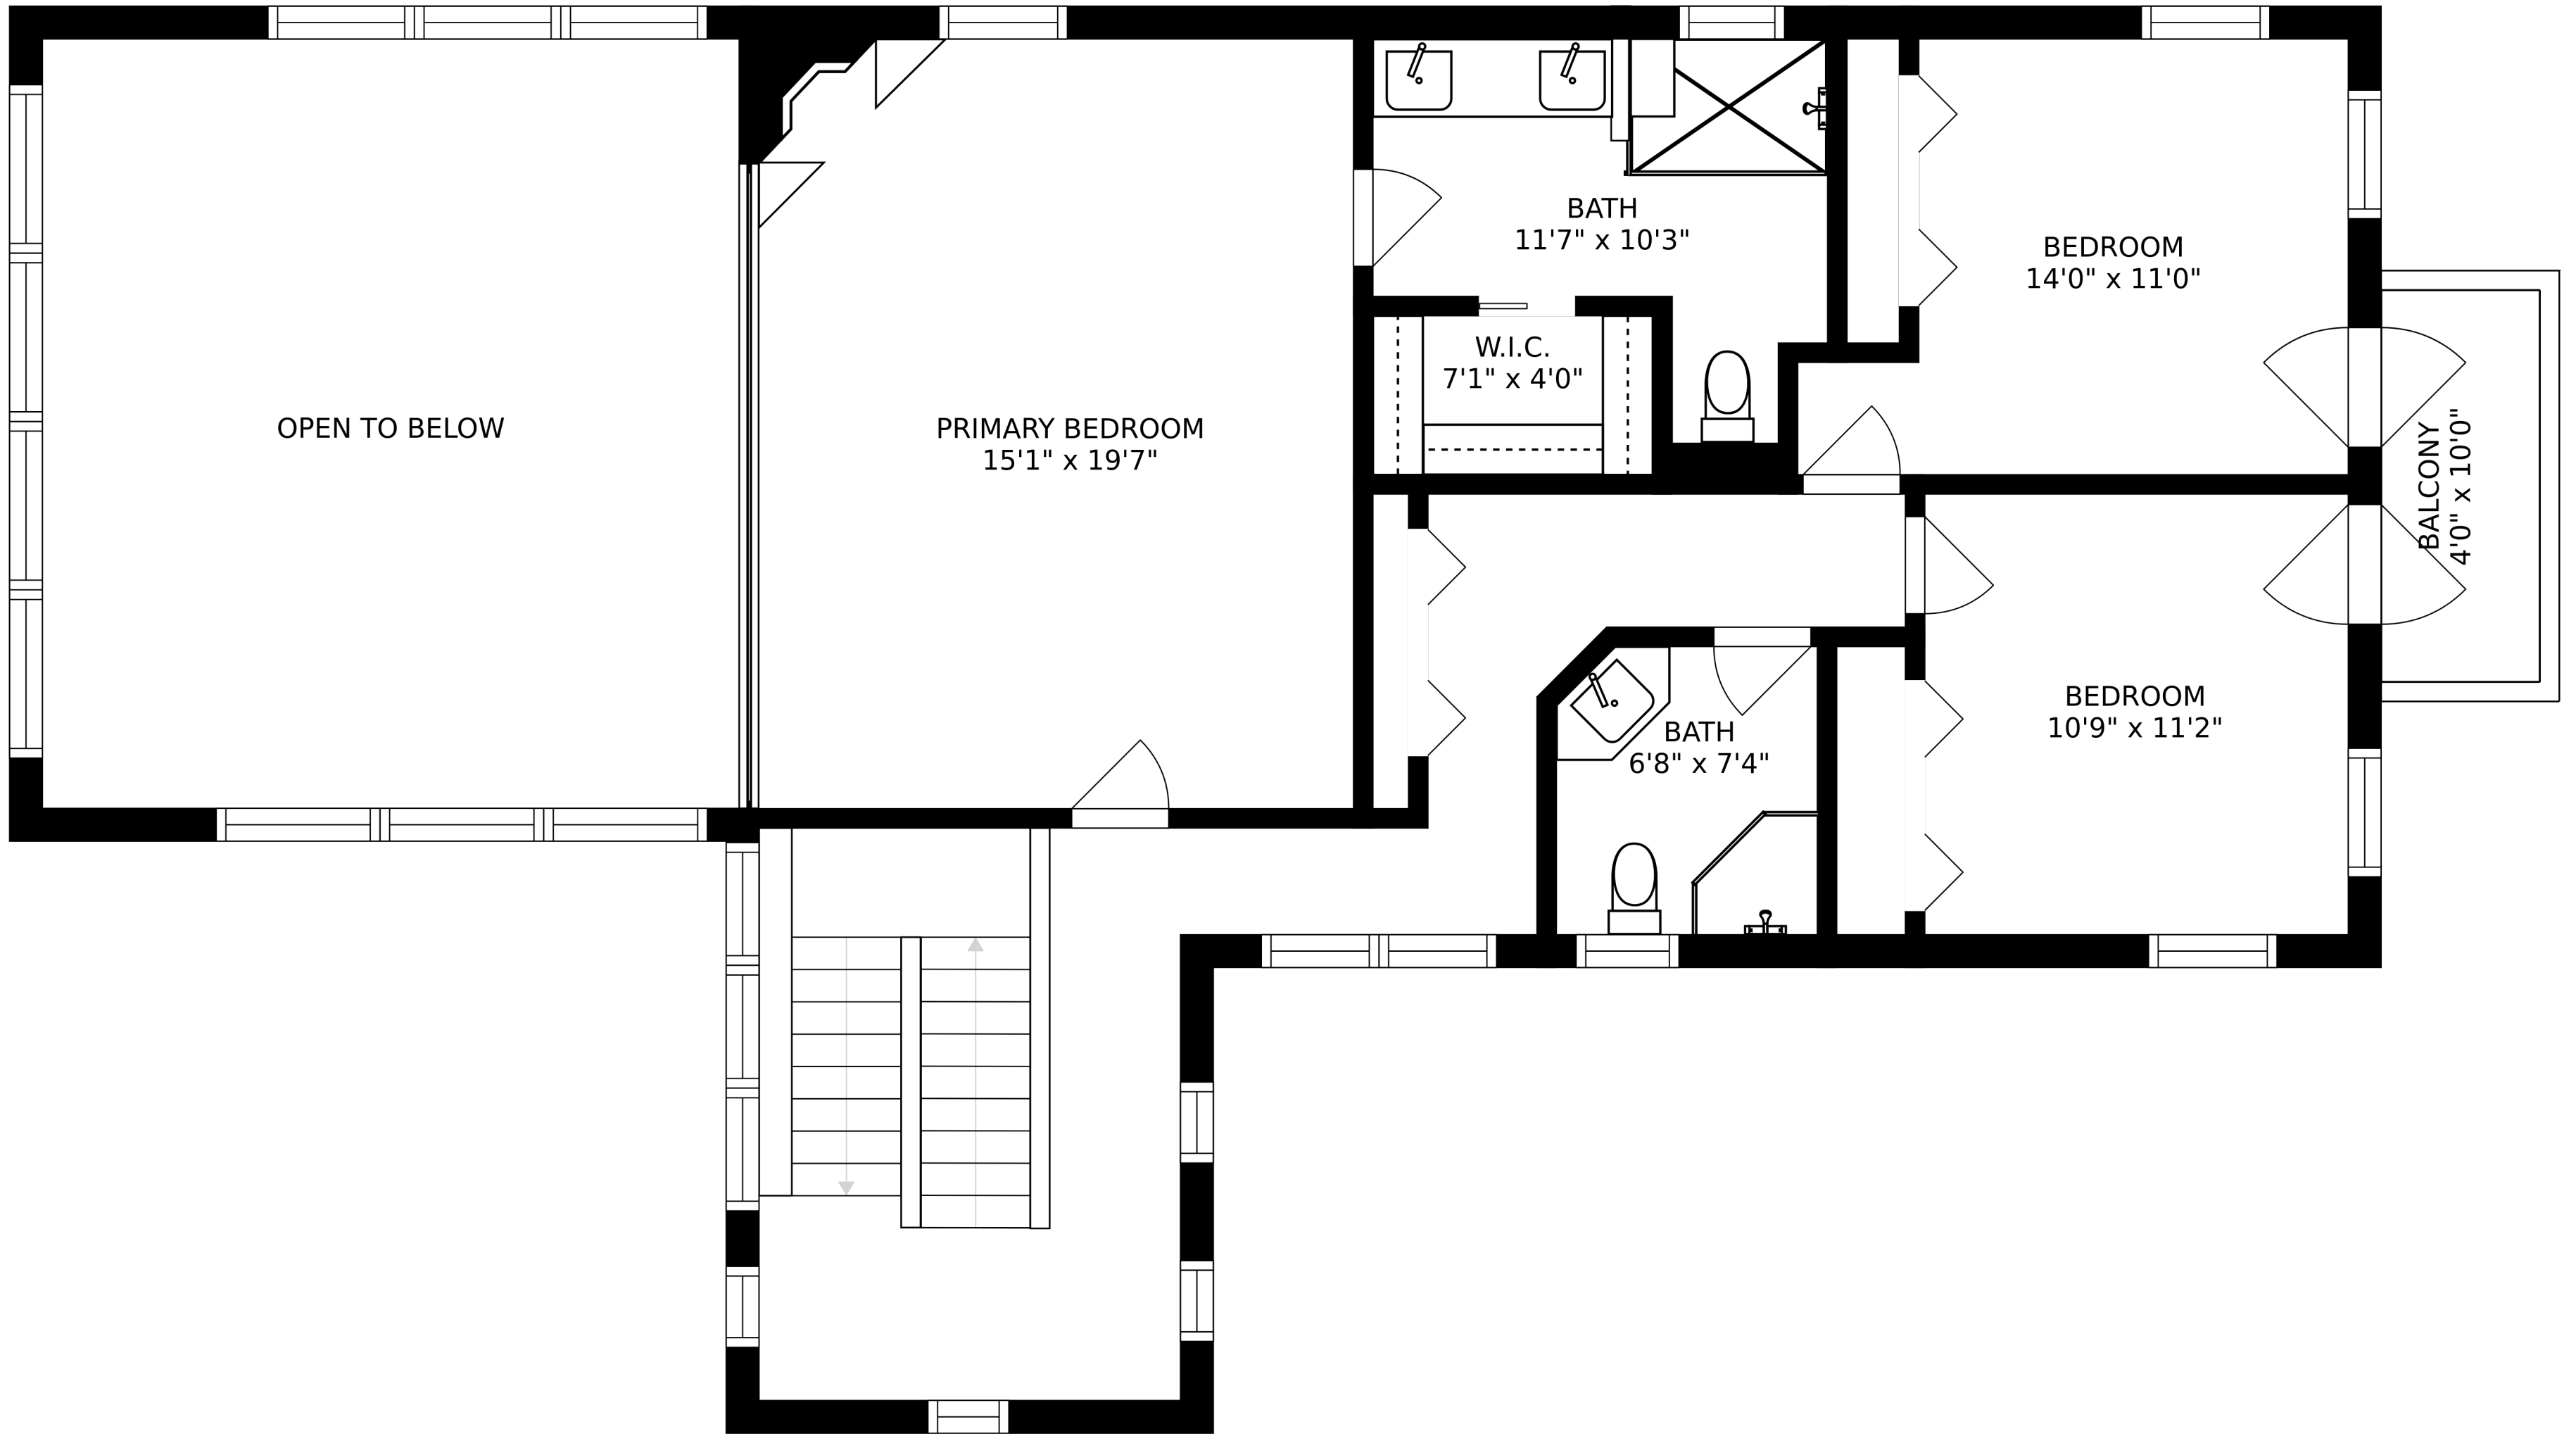 OPEN TO BELOW
PRIMARY BEDROOM
15'1" x 19'7"
BATH
11'7" x 10'3"
W.I.C.
7'1" x 4'0"
BEDROOM
14'0" x 11'0"
BALCONY
4'0" x 10'0"
BATH
6'8" x 7'4"
BEDROOM
10'9" x 11'2"